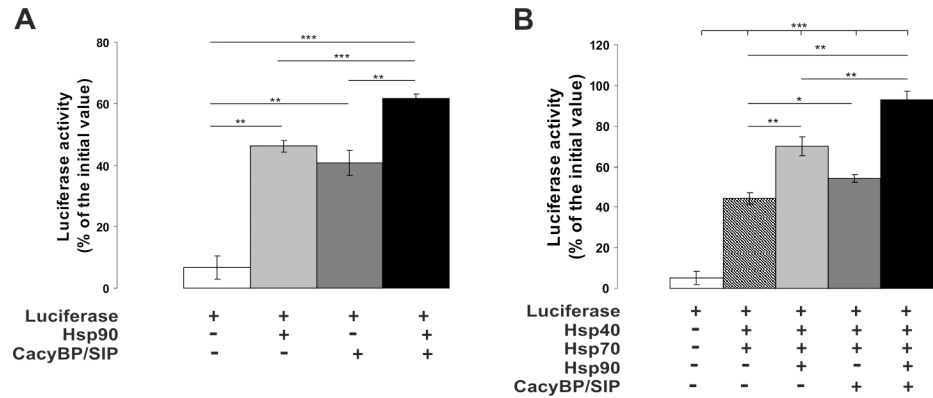 A
Luciferase activity
(% of the initial value)
80
60
40
20
0
***
***
**
**
**
Luciferase + + + +
Hsp90 - + - +
CacyBP/SIP - - + +
B
Luciferase activity
(% of the initial value)
120
100
80
60
40
20
0
***
**
**
*
**
Luciferase + + + + +
Hsp40 - + + + +
Hsp70 - + + + +
Hsp90 - - + - +
CacyBP/SIP - - - + +